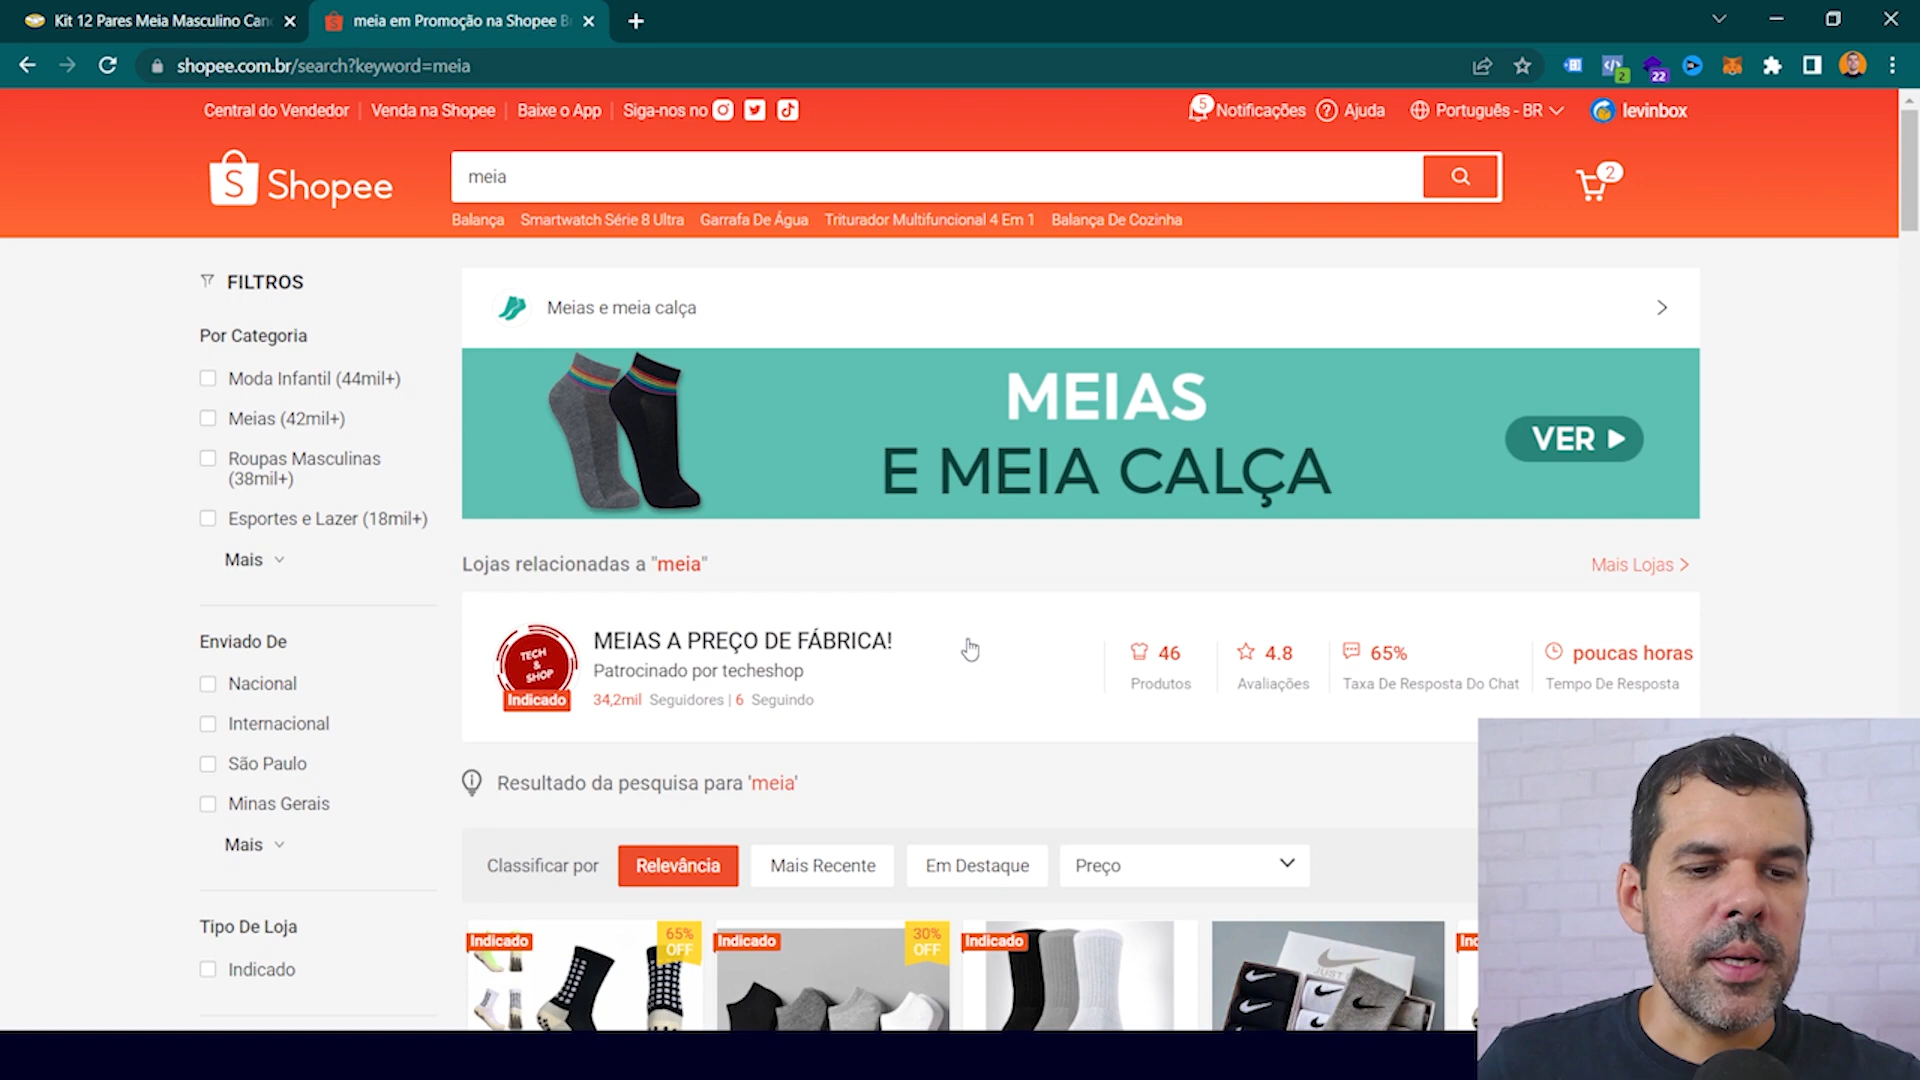 Kit 12 Pares Meia Masculino Can
meia em Promoção na Shopee B
shopee.com.br/search?keyword=meia
2
22
Central do Vendedor | Venda na Shopee | Baixe o App | Siga-nos no
5 Notificações ? Ajuda Português - BR levinbox
Shopee
meia
2
Balança Smartwatch Série 8 Ultra Garrafa De Água Triturador Multifuncional 4 Em 1 Balança De Cozinha
FILTROS
Por Categoria
Moda Infantil (44mil+)
Meias (42mil+)
Roupas Masculinas
(38mil+)
Esportes e Lazer (18mil+)
Mais
Enviado De
Nacional
Internacional
São Paulo
Minas Gerais
Mais
Tipo De Loja
Indicado
Meias e meia calça
MEIAS
E MEIA CALÇA
VER
Lojas relacionadas a "meia"
Mais Lojas >
TECH
&
SHOP
Indicado
MEIAS A PREÇO DE FÁBRICA!
Patrocinado por techeshop
34,2mil Seguidores | 6 Seguindo
46
Produtos
4.8
Avaliações
65%
Taxa De Resposta Do Chat
poucas horas
Tempo De Resposta
Resultado da pesquisa para 'meia'
Classificar por Relevância Mais Recente Em Destaque Preço
Indicado
65%
OFF
Indicado
30%
OFF
Indicado
JUST